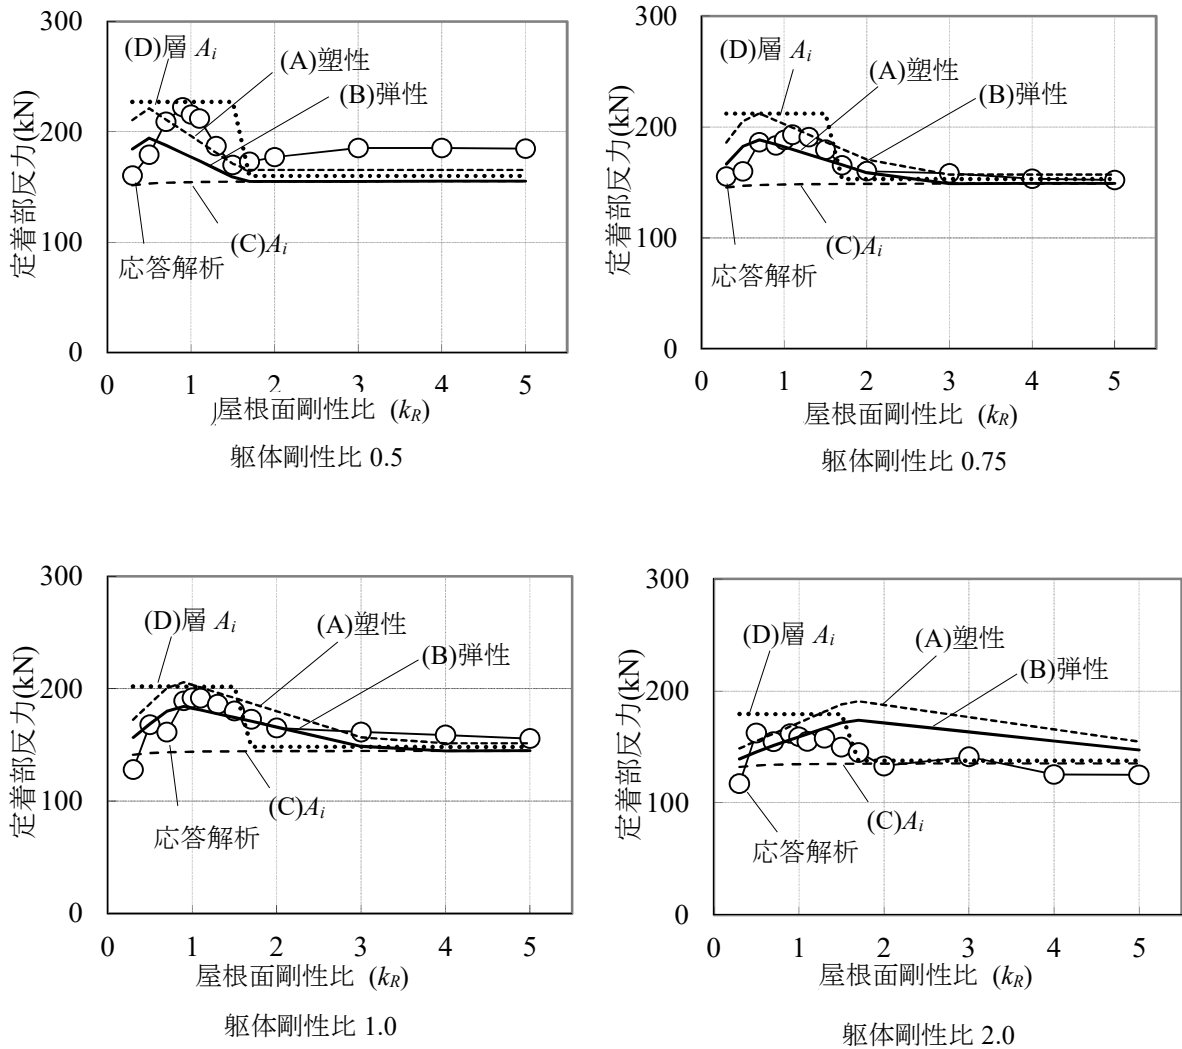 300
200
100
0
定着部反力(kN)
(D)層 Ai
(A)塑性
(B)弾性
(C)Ai
応答解析
0 1 2 3 4 5
屋根面剛性比 (kR)
躯体剛性比 0.5
300
200
100
0
定着部反力(kN)
(D)層 Ai
(A)塑性
(B)弾性
(C)Ai
応答解析
0 1 2 3 4 5
屋根面剛性比 (kR)
躯体剛性比 0.75
300
200
100
0
定着部反力(kN)
(D)層 Ai
(A)塑性
(B)弾性
(C)Ai
応答解析
0 1 2 3 4 5
屋根面剛性比 (kR)
躯体剛性比 1.0
300
200
100
0
定着部反力(kN)
(D)層 Ai
(A)塑性
(B)弾性
(C)Ai
応答解析
0 1 2 3 4 5
屋根面剛性比 (kR)
躯体剛性比 2.0